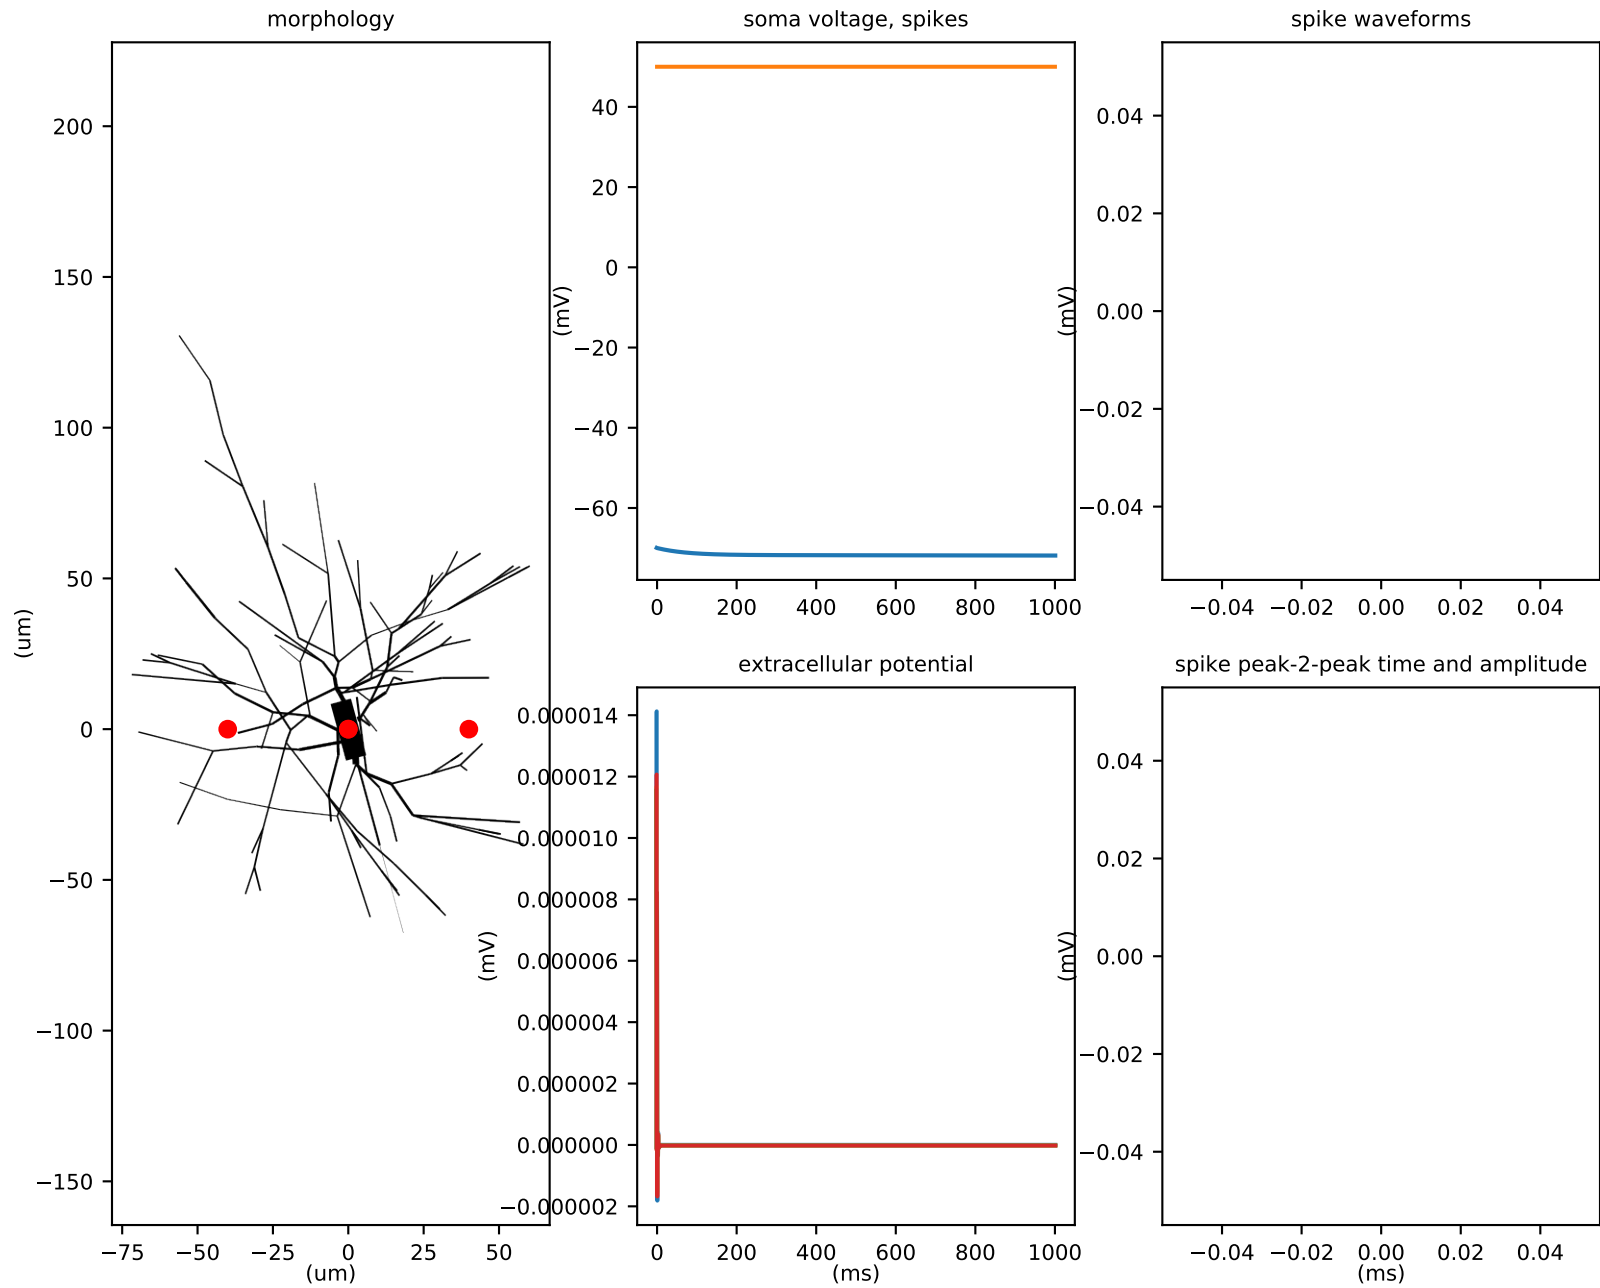 morphology
200
150
100
50
0
−50
−100
−150
(um)
−75 −50 −25 0 25 50
(um)
soma voltage, spikes
40
20
0
−20
−40
−60
(mV)
0 200 400 600 800 1000
spike waveforms
0.04
0.02
0.00
−0.02
−0.04
(mV)
−0.04 −0.02 0.00 0.02 0.04
extracellular potential
0.000014
0.000012
0.000010
0.000008
0.000006
0.000004
0.000002
0.000000
−0.000002
(mV)
0 200 400 600 800 1000
(ms)
spike peak-2-peak time and amplitude
0.04
0.02
0.00
−0.02
−0.04
(mV)
−0.04 −0.02 0.00 0.02 0.04
(ms)